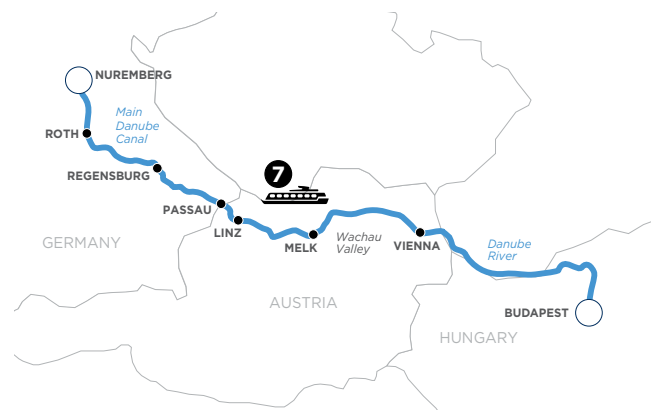 NUREMBERG
Main
Danube
Canal
ROTH
REGENSBURG
7
PASSAU
LINZ
GERMANY
MELK
Wachau
Valley
VIENNA
Danube
River
AUSTRIA
BUDAPEST
HUNGARY